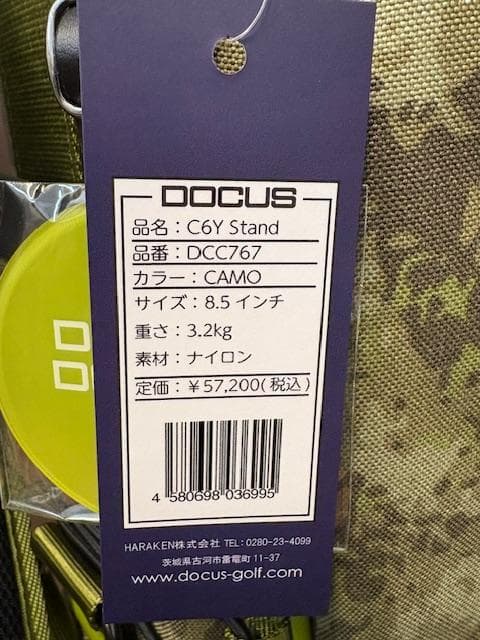 DOCUS
品名：C6Y Stand
品番：DCC767
カラー：CAMO
サイズ：8.5インチ
重さ：3.2kg
素材：ナイロン
定価：￥57,200(税込)
4 580698 036995
HARAKEN株式会社 TEL：0280-23-4099
茨城県古河市雷電町 11-37
www.docus-golf.com